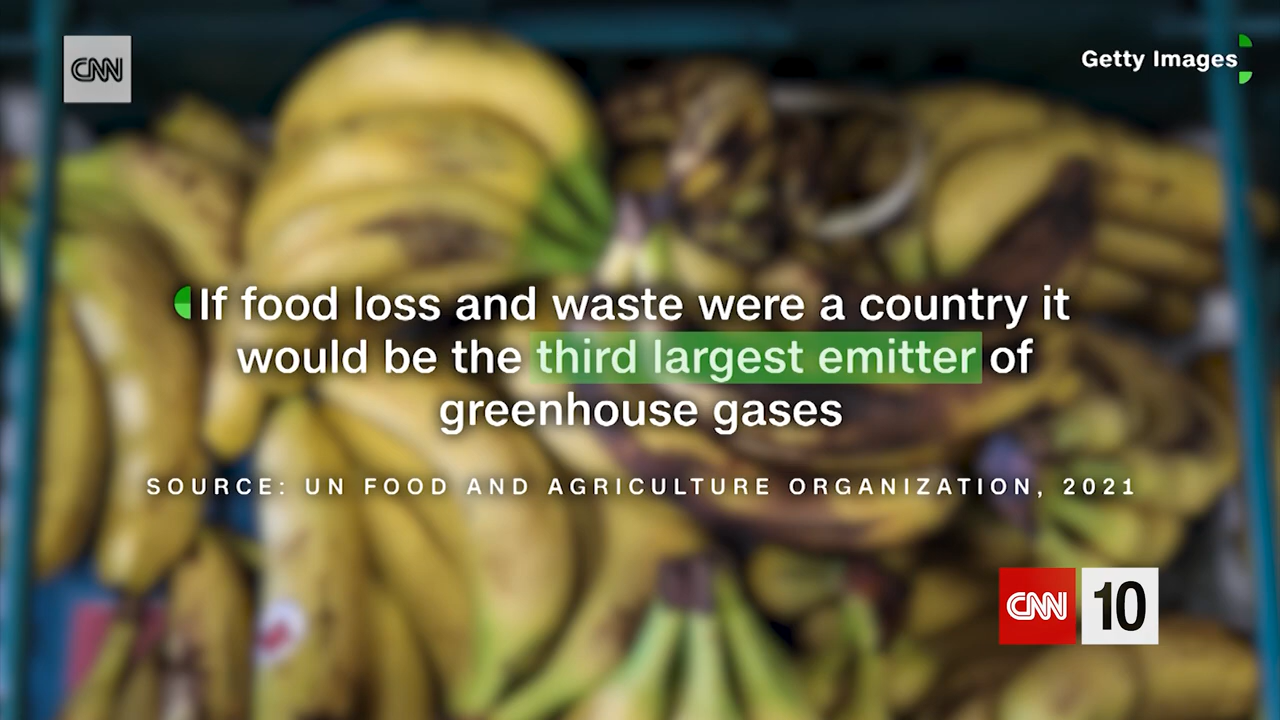 CNN
Getty Images
If food loss and waste were a country it
would be the third largest emitter of
greenhouse gases
SOURCE: UN FOOD AND AGRICULTURE ORGANIZATION, 2021
CNN 10